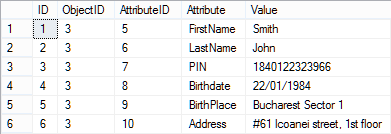 ID ObjectID AttributeID Attribute Value
1 1 3 5 FirstName Smith
2 2 3 6 LastName John
3 3 3 7 PIN 1840122323966
4 4 3 8 Birthdate 22/01/1984
5 5 3 9 BirthPlace Bucharest Sector 1
6 6 3 10 Address #61 Icoanei street, 1st floor